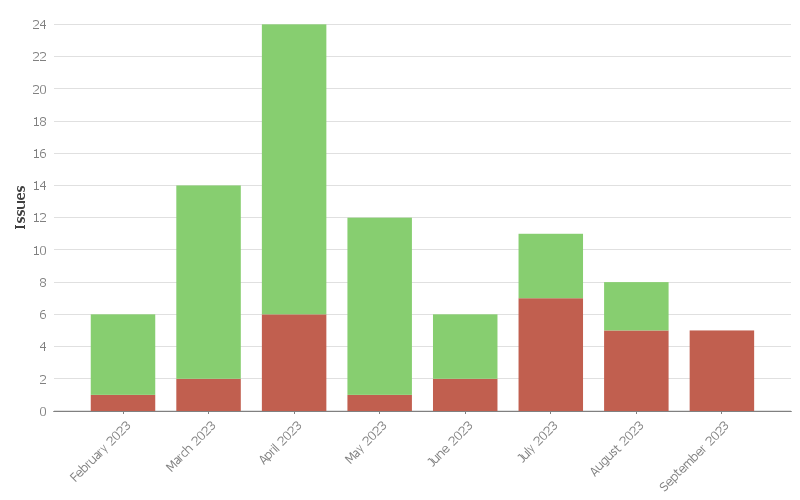 24
22
20
18
16
14
12
10
8
6
4
2
0
Issues
February 2023
March 2023
April 2023
May 2023
June 2023
July 2023
August 2023
September 2023